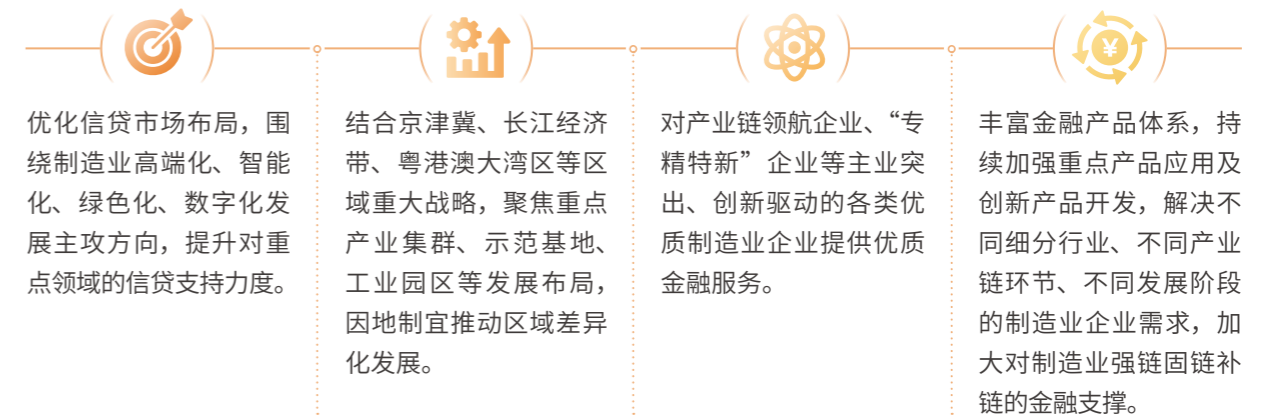 ¥
优化信贷市场布局，围
绕制造业高端化、智能
化、绿色化、数字化发
展主攻方向，提升对重
点领域的信贷支持力度。
结合京津冀、长江经济
带、粤港澳大湾区等区
域重大战略，聚焦重点
产业集群、示范基地、
工业园区等发展布局，
因地制宜推动区域差异
化发展。
对产业链领航企业、“专
精特新”企业等主业突
出、创新驱动的各类优
质制造业企业提供优质
金融服务。
丰富金融产品体系，持
续加强重点产品应用及
创新产品开发，解决不
同细分行业、不同产业
链环节、不同发展阶段
的制造业企业需求，加
大对制造业强链固链补
链的金融支撑。